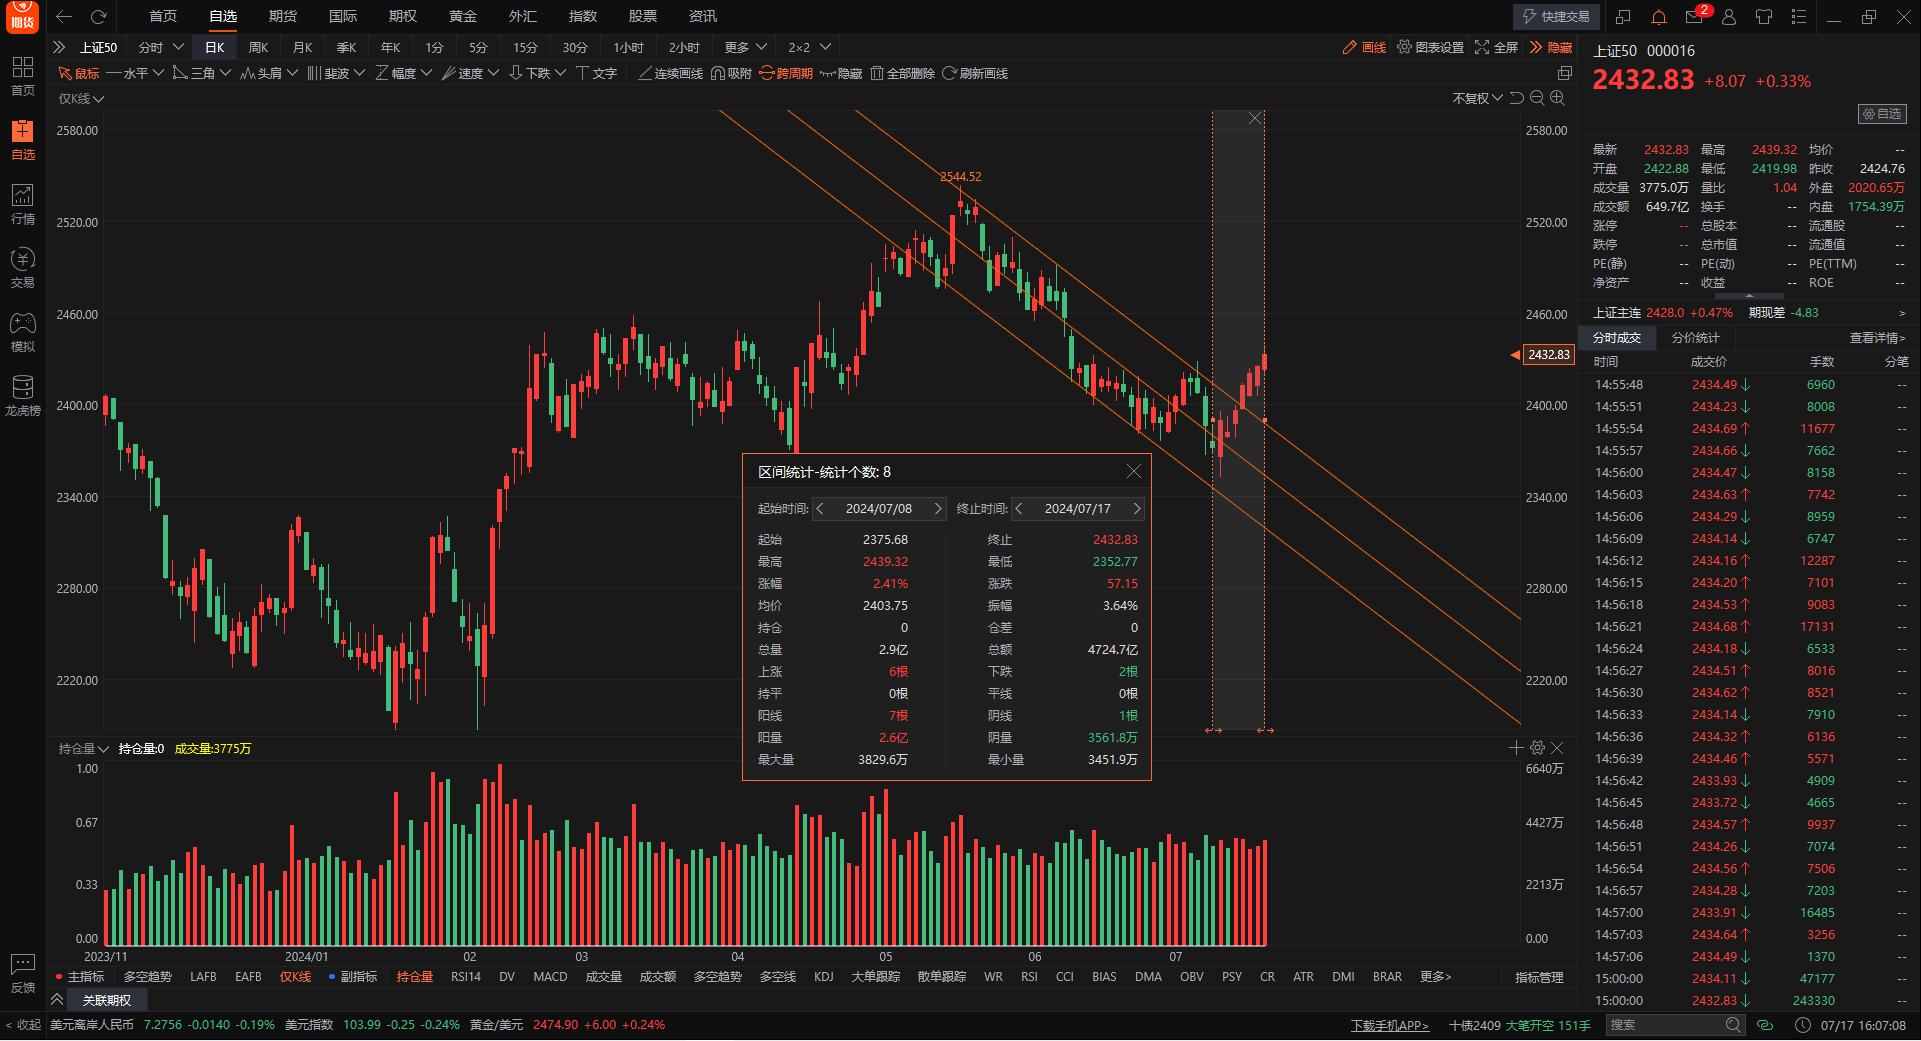 期货 首页 自选 期货 国际 期权 黄金 外汇 指数 股票 资讯 快捷交易 2
上证50 分时 日K 周K 月K 季K 年K 1分 5分 15分 30分 1小时 2小时 更多 2×2 画线 图表设置 全屏 隐藏
鼠标 水平 三角 头肩 斐波 幅度 速度 下跌 文字 连续画线 吸附 跨周期 隐藏 全部删除 刷新画线
仅K线 不复权
首页
自选
行情
交易
模拟
龙虎榜
反馈
< 收起
2580.00 2580.00
2544.52
2520.00 2520.00
2460.00 2460.00
2432.83
2400.00 2400.00
2340.00 2340.00
2280.00 2280.00
2220.00 2220.00
区间统计-统计个数: 8
起始时间: 2024/07/08 终止时间: 2024/07/17
起始 2375.68 终止 2432.83
最高 2439.32 最低 2352.77
涨幅 2.41% 涨跌 57.15
均价 2403.75 振幅 3.64%
持仓 0 仓差 0
总量 2.9亿 总额 4724.7亿
上涨 6根 下跌 2根
持平 0根 平线 0根
阳线 7根 阴线 1根
阳量 2.6亿 阴量 3561.8万
最大量 3829.6万 最小量 3451.9万
持仓量 持仓量:0 成交量:3775万
1.00 6640万
0.67 4427万
0.33 2213万
0.00 0.00
2023/11 2024/01 02 03 04 05 06 07
主指标 多空趋势 LAFB EAFB 仅K线 副指标 持仓量 RSI14 DV MACD 成交量 成交额 多空趋势 多空线 KDJ 大单跟踪 散单跟踪 WR RSI CCI BIAS DMA OBV PSY CR ATR DMI BRAR 更多> 指标管理
关联期权
上证50 000016
2432.83 +8.07 +0.33%
自选
最新 2432.83 最高 2439.32 均价 --
开盘 2422.88 最低 2419.98 昨收 2424.76
成交量 3775.0万 量比 1.04 外盘 2020.65万
成交额 649.7亿 换手 -- 内盘 1754.39万
涨停 -- 总股本 -- 流通股 --
跌停 -- 总市值 -- 流通值 --
PE(静) -- PE(动) -- PE(TTM) --
净资产 -- 收益 -- ROE --
上证主连 2428.0 +0.47% 期现差 -4.83 >
分时成交 分价统计 查看详情>
时间 成交价 手数 分笔
14:55:48 2434.49↓ 6960 --
14:55:51 2434.23↓ 8008 --
14:55:54 2434.69↑ 11677 --
14:55:57 2434.66↓ 7662 --
14:56:00 2434.47↓ 8158 --
14:56:03 2434.63↑ 7742 --
14:56:06 2434.29↓ 8959 --
14:56:09 2434.14↓ 6747 --
14:56:12 2434.16↑ 12287 --
14:56:15 2434.20↑ 7101 --
14:56:18 2434.53↑ 9083 --
14:56:21 2434.68↑ 17131 --
14:56:24 2434.18↓ 6533 --
14:56:27 2434.51↑ 8016 --
14:56:30 2434.62↑ 8521 --
14:56:33 2434.14↓ 7910 --
14:56:36 2434.32↑ 6136 --
14:56:39 2434.46↑ 5571 --
14:56:42 2433.93↓ 4909 --
14:56:45 2433.72↓ 4665 --
14:56:48 2434.57↑ 9937 --
14:56:51 2434.26↓ 7074 --
14:56:54 2434.56↑ 7506 --
14:56:57 2434.28↓ 7203 --
14:57:00 2433.91↓ 16485 --
14:57:03 2434.64↑ 3256 --
14:57:06 2434.49↓ 1370 --
15:00:00 2434.11↓ 47177 --
15:00:00 2432.83↓ 243330 --
美元离岸人民币 7.2756 -0.0140 -0.19% 美元指数 103.99 -0.25 -0.24% 黄金/美元 2474.90 +6.00 +0.24% 下载手机APP> 十债2409 大笔开空 151手 搜索 07/17 16:07:08